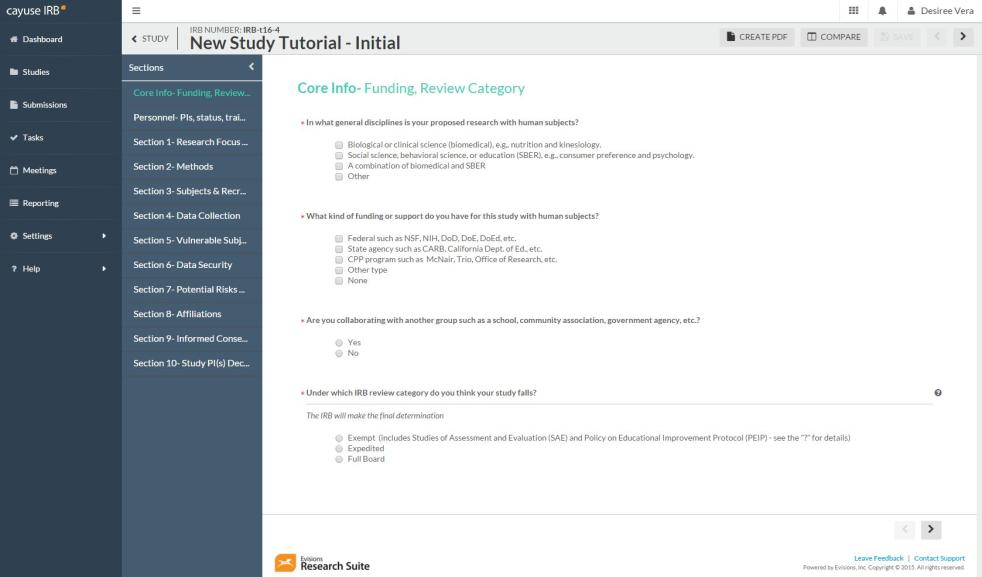 cayuse IRB
Desiree Vera
Dashboard
Studies
Submissions
Tasks
Meetings
Reporting
Settings
? Help
STUDY
IRB NUMBER: IRB-t16-4
New Study Tutorial - Initial
CREATE PDF
COMPARE
SAVE
Sections
Core Info- Funding, Review...
Personnel- PIs, status, trai...
Section 1- Research Focus ...
Section 2- Methods
Section 3- Subjects & Recr...
Section 4- Data Collection
Section 5- Vulnerable Subj...
Section 6- Data Security
Section 7- Potential Risks ...
Section 8- Affiliations
Section 9- Informed Conse...
Section 10- Study PI(s) Dec...
Core Info- Funding, Review Category
* In what general disciplines is your proposed research with human subjects?
Biological or clinical science (biomedical), e.g., nutrition and kinesiology.
Social science, behavioral science, or education (SBER), e.g., consumer preference and psychology.
A combination of biomedical and SBER
Other
* What kind of funding or support do you have for this study with human subjects?
Federal such as NSF, NIH, DoD, DoE, DoEd, etc.
State agency such as CARB, California Dept. of Ed., etc.
CPP program such as McNair, Trio, Office of Research, etc.
Other type
None
* Are you collaborating with another group such as a school, community association, government agency, etc.?
Yes
No
* Under which IRB review category do you think your study falls?
The IRB will make the final determination
Exempt (includes Studies of Assessment and Evaluation (SAE) and Policy on Educational Improvement Protocol (PEIP) - see the "?" for details)
Expedited
Full Board
Evisions
Research Suite
Leave Feedback | Contact Support
Powered by Evisions, Inc. Copyright © 2015. All rights reserved.